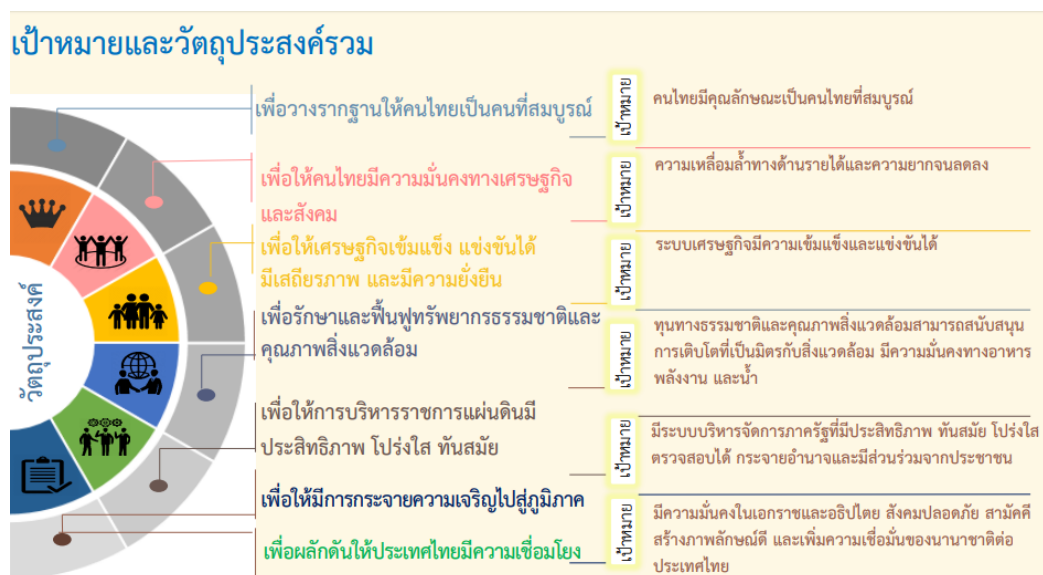 เป้าหมายและวัตถุประสงค์รวม
วัตถุประสงค์
เพื่อวางรากฐานให้คนไทยเป็นคนที่สมบูรณ์
เป้าหมาย
คนไทยมีคุณลักษณะเป็นคนไทยที่สมบูรณ์
เพื่อให้คนไทยมีความมั่นคงทางเศรษฐกิจ
และสังคม
เป้าหมาย
ความเหลื่อมล้ำทางด้านรายได้และความยากจนลดลง
เพื่อให้เศรษฐกิจเข้มแข็ง แข่งขันได้
มีเสถียรภาพ และมีความยั่งยืน
เป้าหมาย
ระบบเศรษฐกิจมีความเข้มแข็งและแข่งขันได้
เพื่อรักษาและฟื้นฟูทรัพยากรธรรมชาติและ
คุณภาพสิ่งแวดล้อม
เป้าหมาย
ทุนทางธรรมชาติและคุณภาพสิ่งแวดล้อมสามารถสนับสนุน
การเติบโตที่เป็นมิตรกับสิ่งแวดล้อม มีความมั่นคงทางอาหาร
พลังงาน และน้ำ
เพื่อให้การบริหารราชการแผ่นดินมี
ประสิทธิภาพ โปร่งใส ทันสมัย
เป้าหมาย
มีระบบบริหารจัดการภาครัฐที่มีประสิทธิภาพ ทันสมัย โปร่งใส
ตรวจสอบได้ กระจายอำนาจและมีส่วนร่วมจากประชาชน
เพื่อให้มีการกระจายความเจริญไปสู่ภูมิภาค
เพื่อผลักดันให้ประเทศไทยมีความเชื่อมโยง
เป้าหมาย
มีความมั่นคงในเอกราชและอธิปไตย สังคมปลอดภัย สามัคคี
สร้างภาพลักษณ์ดี และเพิ่มความเชื่อมั่นของนานาชาติต่อ
ประเทศไทย